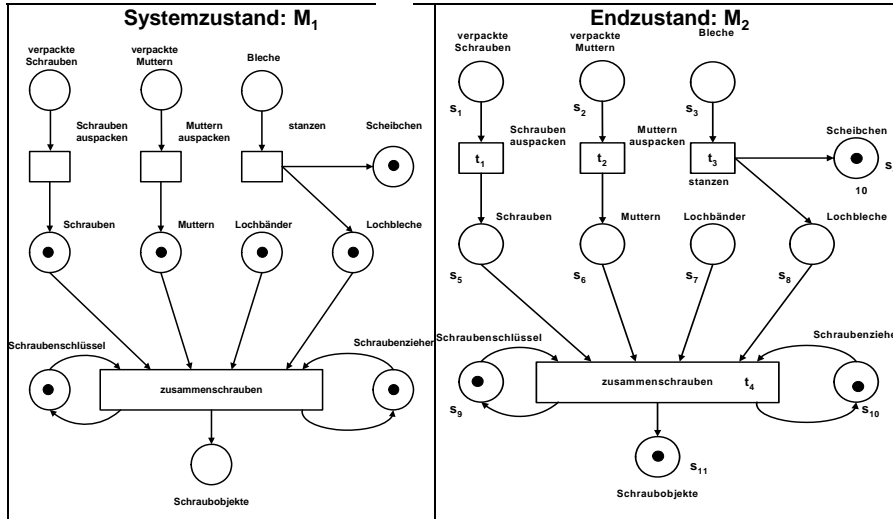 Systemzustand: M1
verpackte
Schrauben
verpackte
Muttern
Bleche
Schrauben
auspacken
Muttern
auspacken
stanzen
Scheibchen
Schrauben
Muttern
Lochbänder
Lochbleche
Schraubenschlüssel
Schraubenzieher
zusammenschrauben
Schraubobjekte
Endzustand: M2
verpackte
Schrauben
verpackte
Muttern
Bleche
s1
s2
s3
Schrauben
auspacken
Muttern
auspacken
Scheibchen
t1
t2
t3
s
stanzen
10
Schrauben
Muttern
Lochbänder
Lochbleche
s5
s6
s7
s8
Schraubenschlüssel
Schraubenzieher
zusammenschrauben
t4
s9
s10
s11
Schraubobjekte